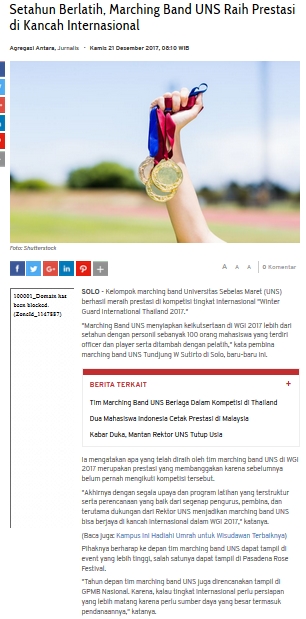 Setahun Berlatih, Marching Band UNS Raih Prestasi
di Kancah Internasional
Agregasi Antara, Jurnalis • Kamis 21 Desember 2017, 08:10 WIB
Foto: Shutterstock
A A A 0 Komentar
100001_Domain hat
been blocked.
SOLO - Kelompok marching band Universitas Sebelas Maret (UNS)
berhasil meraih prestasi di kompetisi tingkat internasional "Winter
Guard International Thailand 2017."
"Marching Band UNS menyiapkan keikutsertaan di WGI 2017 lebih dari
setahun dengan personil sebanyak 100 orang mahasiswa yang terdiri
officer dan player serta ditambah dengan pelatih," kata pembina
marching band UNS Tundjung W Sutirto di Solo, baru-baru ini.
BERITA TERKAIT +
Tim Marching Band UNS Berlaga Dalam Kompetisi di Thailand
Dua Mahasiswa Indonesia Cetak Prestasi di Malaysia
Kabar Duka, Mantan Rektor UNS Tutup Usia
Ia mengatakan apa yang telah diraih oleh tim marching band UNS di WGI
2017 merupakan prestasi yang membanggakan karena sebelumnya
belum pernah mengikuti kompetisi tersebut.
"Akhirnya dengan segala upaya dan program latihan yang terstruktur
serta perencanaan yang baik dari segenap pengurus, pembina, dan
terutama dukungan dari Rektor UNS menjadikan marching band UNS
bisa berjaya di kancah internasional dalam WGI 2017," katanya.
(Baca juga: Kampus Ini Hadiahi Umrah untuk Wisudawan Terbaiknya)
Pihaknya berharap ke depan tim marching band UNS dapat tampil di
event yang lebih tinggi, salah satunya dapat tampil di Pasadena Rose
Festival.
"Tahun depan tim marching band UNS juga direncanakan tampil di
GPMB Nasional. Karena, kalau tingkat internasional perlu persiapan
yang lebih matang karena perlu sumber daya yang besar termasuk
pendanaannya," katanya.